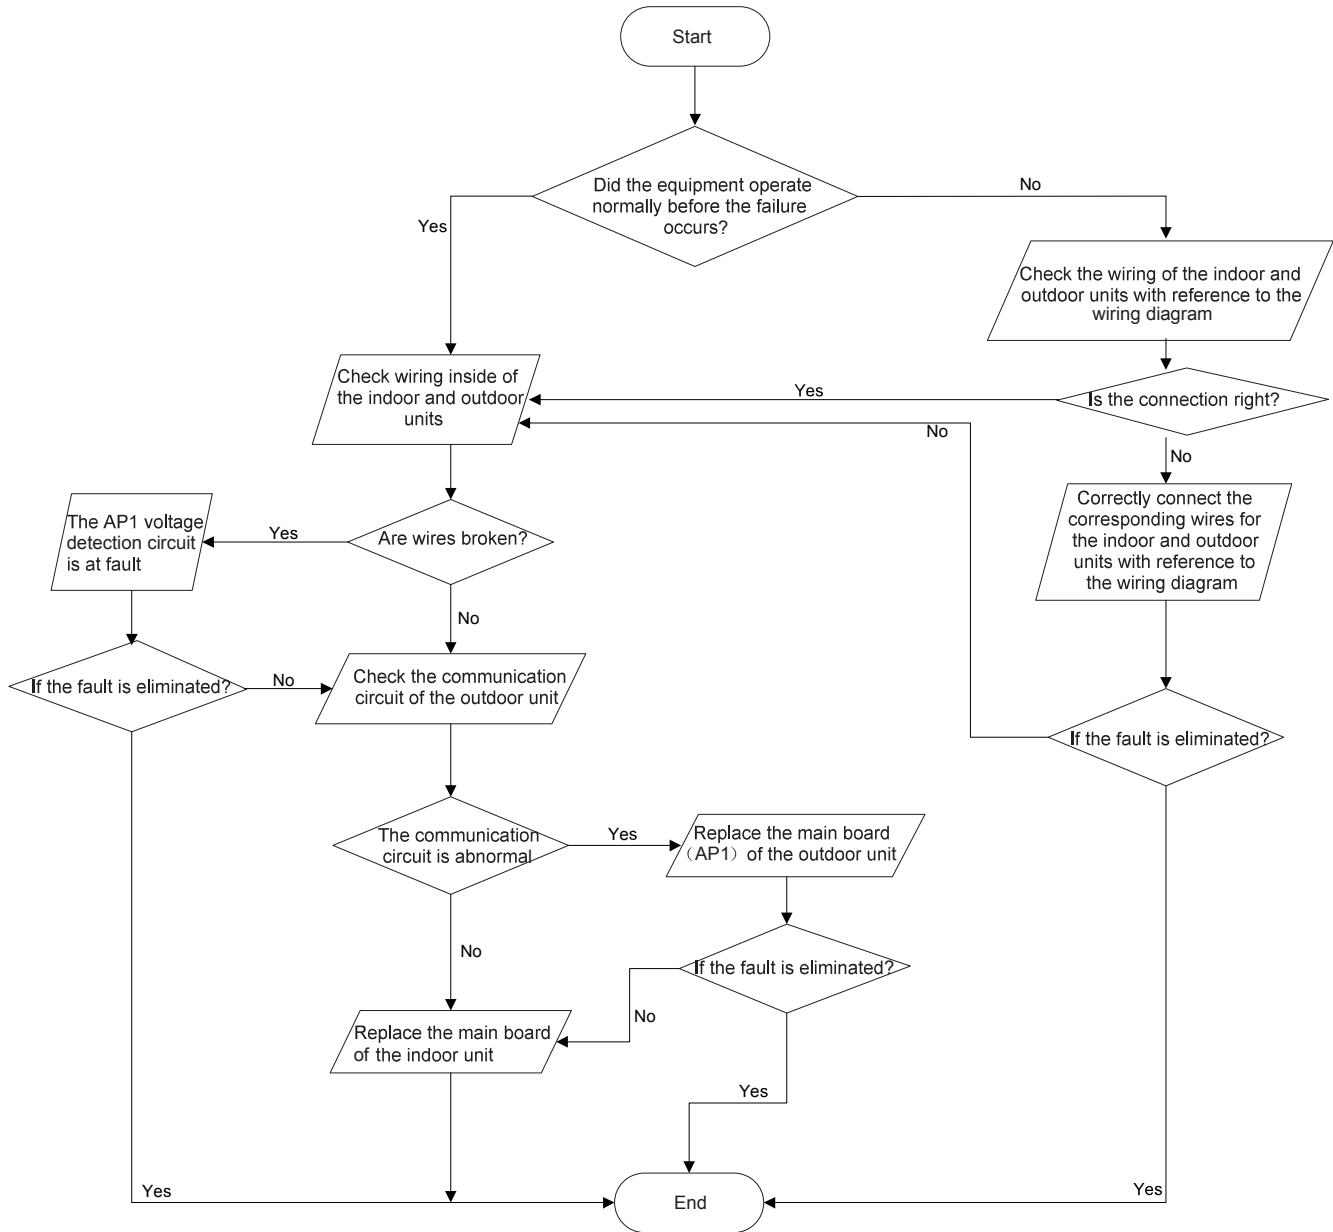 Start
Did the equipment operate
normally before the failure
occurs?
No
Yes
Check the wiring of the indoor and
outdoor units with reference to the
wiring diagram
Check wiring inside of
the indoor and outdoor
units
Yes
Is the connection right?
No
No
The AP1 voltage
detection circuit
is at fault
Yes
Are wires broken?
Correctly connect the
corresponding wires for
the indoor and outdoor
units with reference to
the wiring diagram
No
If the fault is eliminated?
No
Check the communication
circuit of the outdoor unit
If the fault is eliminated?
The communication
circuit is abnormal
Yes
Replace the main board
（AP1）of the outdoor unit
No
If the fault is eliminated?
No
Replace the main board
of the indoor unit
Yes
Yes
End
Yes